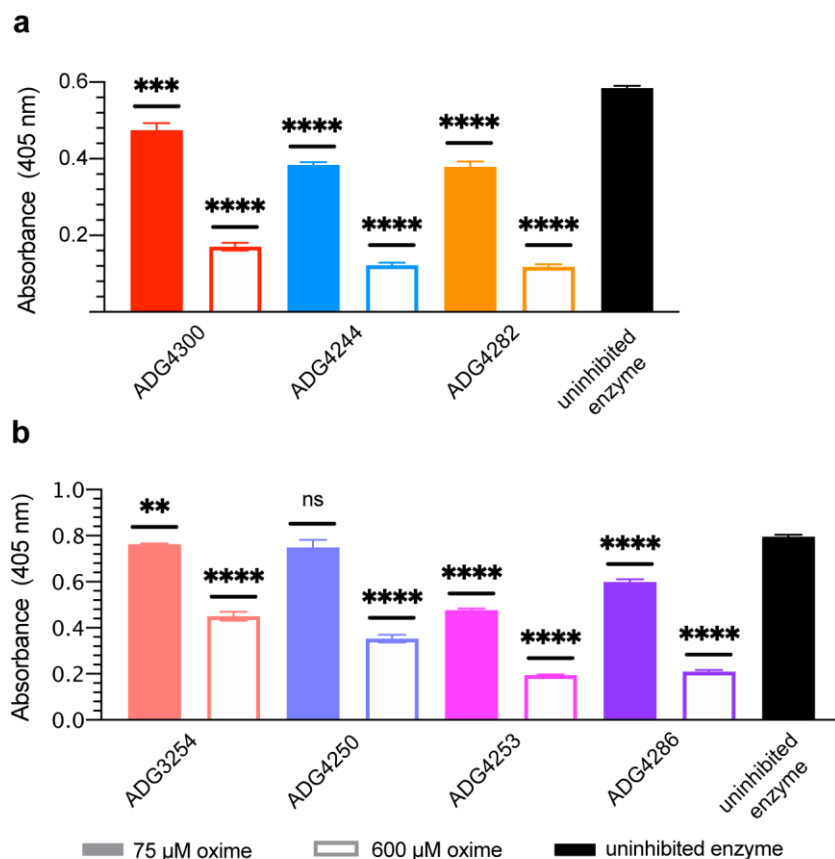 a
Absorbance (405 nm)
0.6
0.4
0.2
***
****
****
****
****
****
ADG4300
ADG4244
ADG4282
uninhibited
enzyme
b
Absorbance (405 nm)
1.0
0.8
0.6
0.4
0.2
0.0
**
****
ns
****
****
****
****
****
ADG3254
ADG4250
ADG4253
ADG4286
uninhibited
enzyme
75 μM oxime
600 μM oxime
uninhibited enzyme